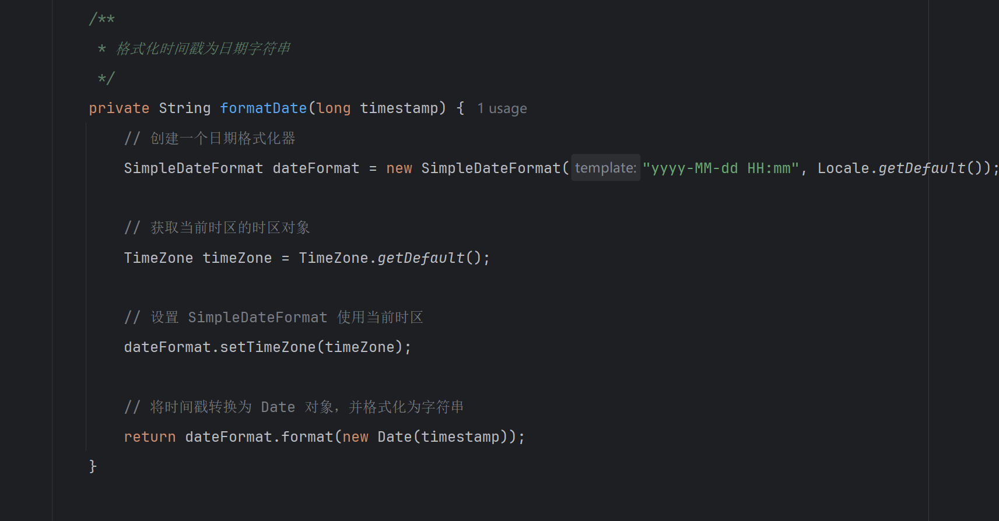 /**
* 格式化时间戳为日期字符串
*/
private String formatDate(long timestamp) { 1 usage
// 创建一个日期格式化器
SimpleDateFormat dateFormat = new SimpleDateFormat( template: "yyyy-MM-dd HH:mm", Locale.getDefault());
// 获取当前时区的时区对象
TimeZone timeZone = TimeZone.getDefault();
// 设置 SimpleDateFormat 使用当前时区
dateFormat.setTimeZone(timeZone);
// 将时间戳转换为 Date 对象，并格式化为字符串
return dateFormat.format(new Date(timestamp));
}